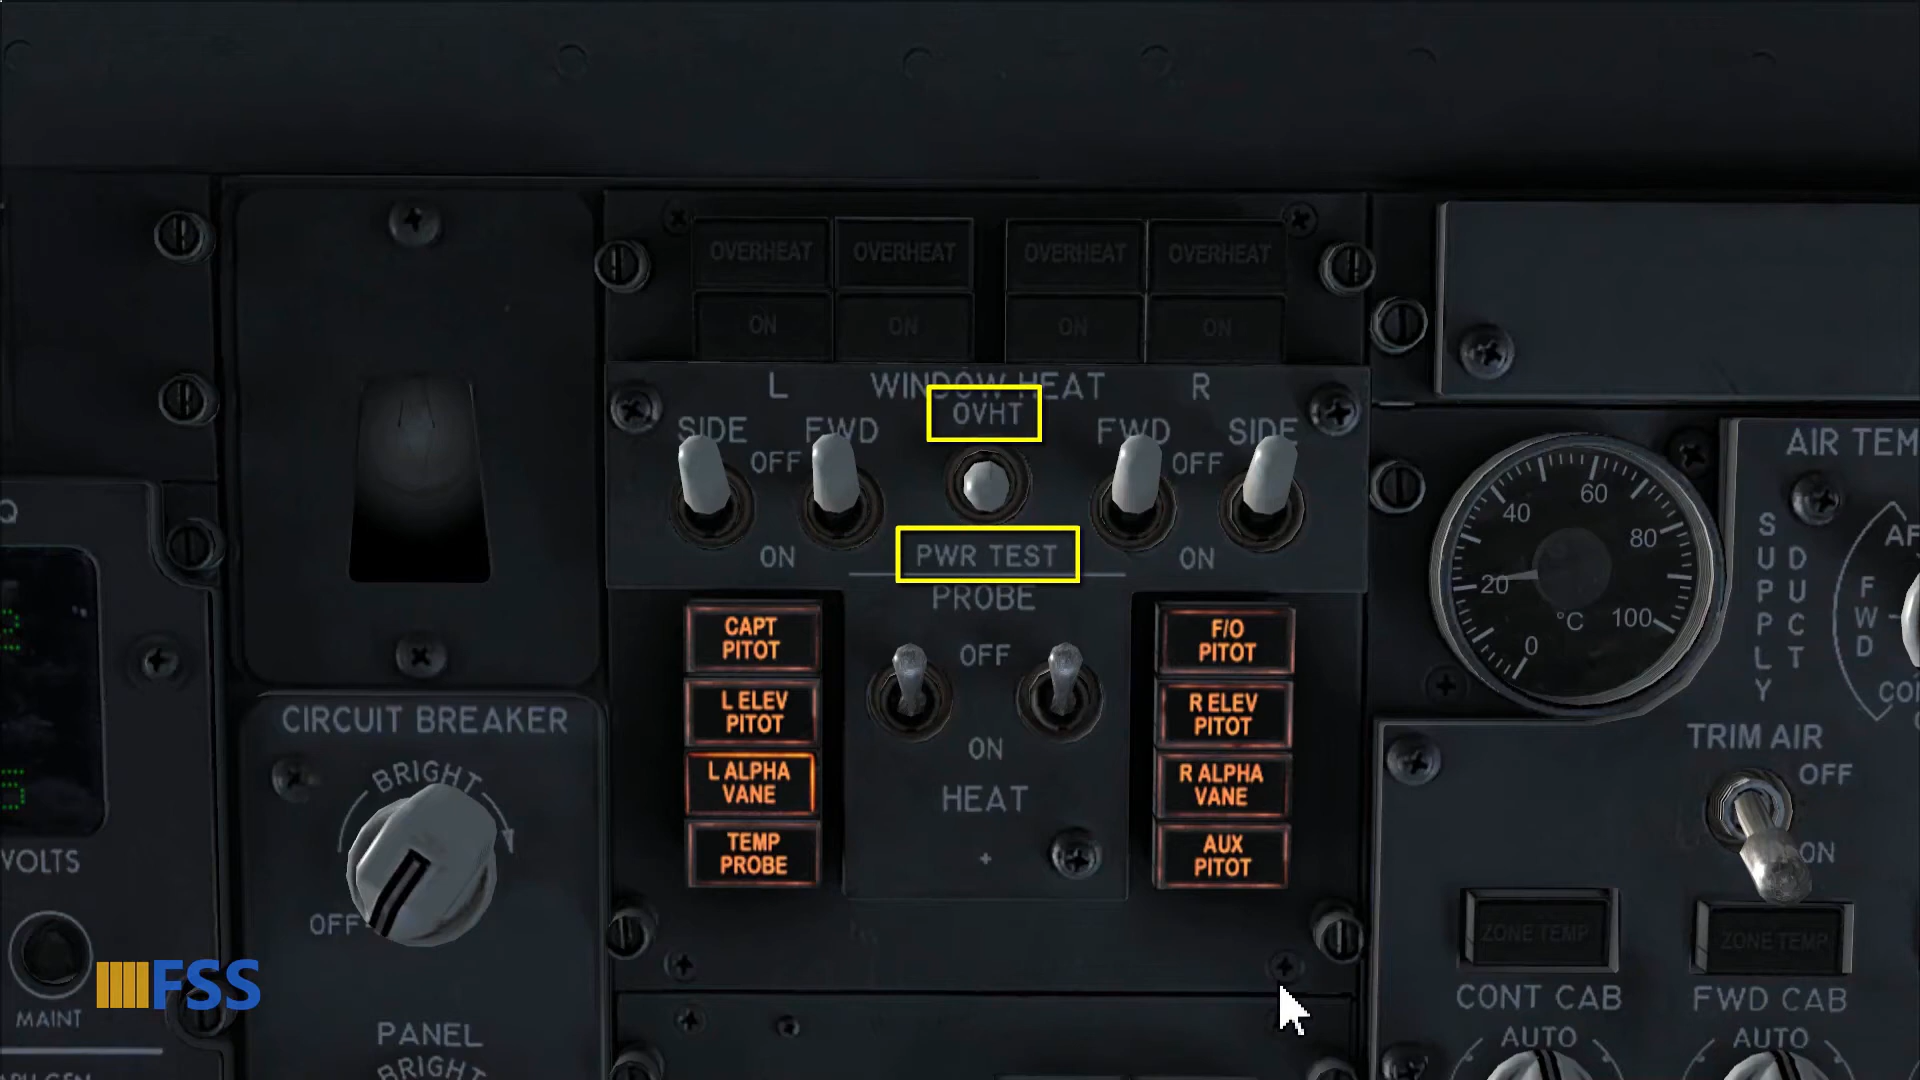 OVERHEAT OVERHEAT OVERHEAT OVERHEAT
ON ON ON ON
L WINDOW HEAT R
OVHT
SIDE FWD FWD SIDE
OFF OFF
ON PWR TEST ON
PROBE
OFF
ON
HEAT
CAPT
PITOT
L ELEV
PITOT
L ALPHA
VANE
TEMP
PROBE
F/O
PITOT
R ELEV
PITOT
R ALPHA
VANE
AUX
PITOT
CIRCUIT BREAKER
BRIGHT
OFF
PANEL
BRIGHT
VOLTS
MAINT
FSS
0
20
40
60
80
100
°C
AIR TEM
SUPPLY
DUCT
AF
FWD
TRIM AIR
OFF
ON
ZONE TEMP ZONE TEMP
CONT CAB FWD CAB
AUTO AUTO